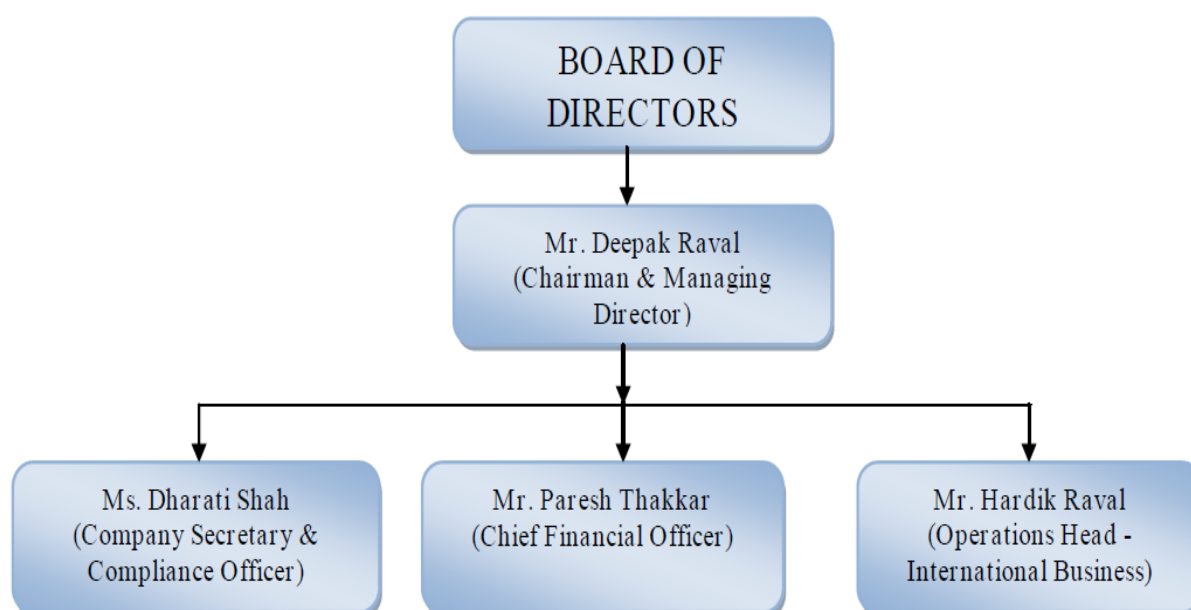 BOARD OF
DIRECTORS
Mr. Deepak Raval
(Chairman & Managing
Director)
Ms. Dharati Shah
(Company Secretary &
Compliance Officer)
Mr. Paresh Thakkar
(Chief Financial Officer)
Mr. Hardik Raval
(Operations Head -
International Business)